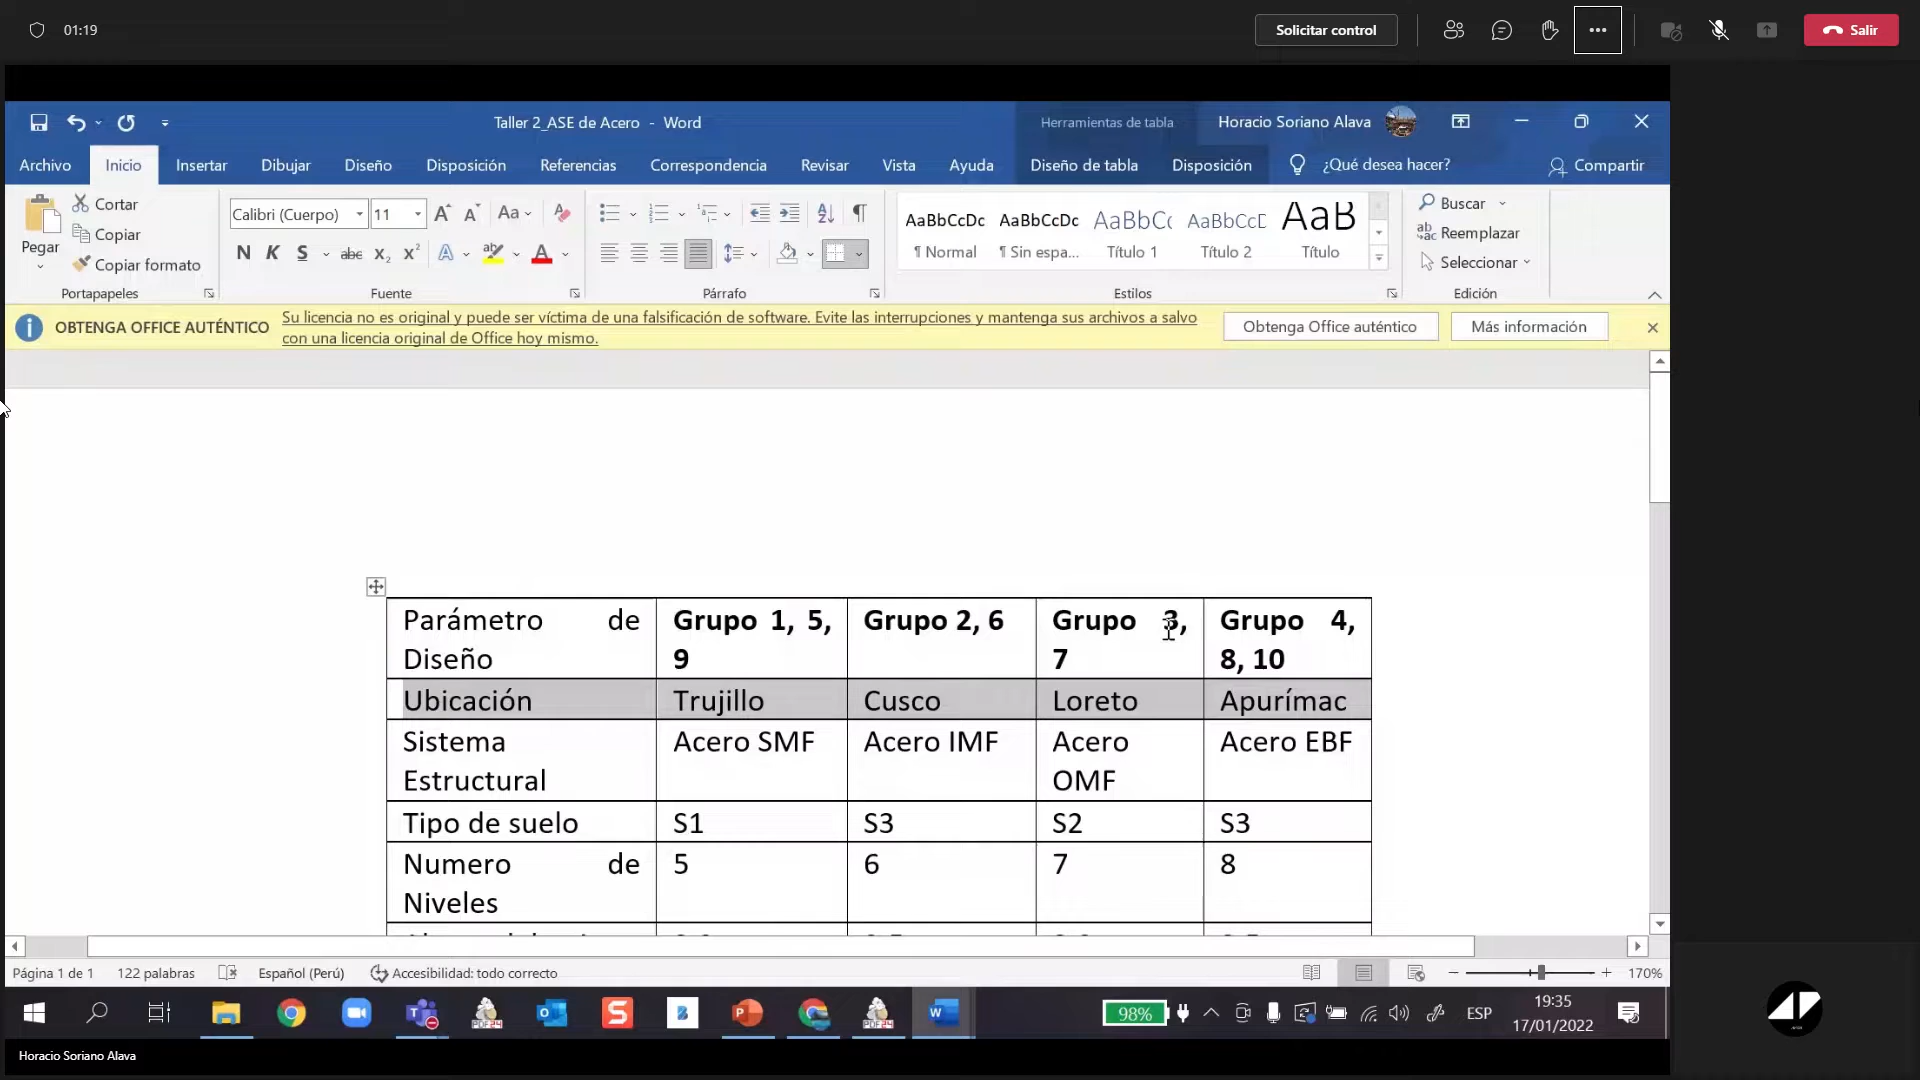 01:19
Solicitar control
Salir
Taller 2_ASE de Acero - Word
Herramientas de tabla
Horacio Soriano Alava
Archivo
Inicio
Insertar
Dibujar
Diseño
Disposición
Referencias
Correspondencia
Revisar
Vista
Ayuda
Diseño de tabla
Disposición
¿Qué desea hacer?
Compartir
Pegar
Cortar
Copiar
Copiar formato
Portapapeles
Calibri (Cuerpo)
11
Aa
N K S abc x₂ x² A ab A
Fuente
Párrafo
AaBbCcDc
¶ Normal
AaBbCcDc
¶ Sin espa...
AaBbCc
Título 1
AaBbCcD
Título 2
AaB
Título
Estilos
Buscar
Reemplazar
Seleccionar
Edición
OBTENGA OFFICE AUTÉNTICO
Su licencia no es original y puede ser víctima de una falsificación de software. Evite las interrupciones y mantenga sus archivos a salvo
con una licencia original de Office hoy mismo.
Obtenga Office auténtico
Más información
Parámetro de
Diseño
Grupo 1, 5,
9
Grupo 2, 6
Grupo 3,
7
Grupo 4,
8, 10
Ubicación
Trujillo
Cusco
Loreto
Apurímac
Sistema
Estructural
Acero SMF
Acero IMF
Acero
OMF
Acero EBF
Tipo de suelo
S1
S3
S2
S3
Numero de
Niveles
5
6
7
8
Página 1 de 1
122 palabras
Español (Perú)
Accesibilidad: todo correcto
170%
98%
ESP
19:35
17/01/2022
Horacio Soriano Alava